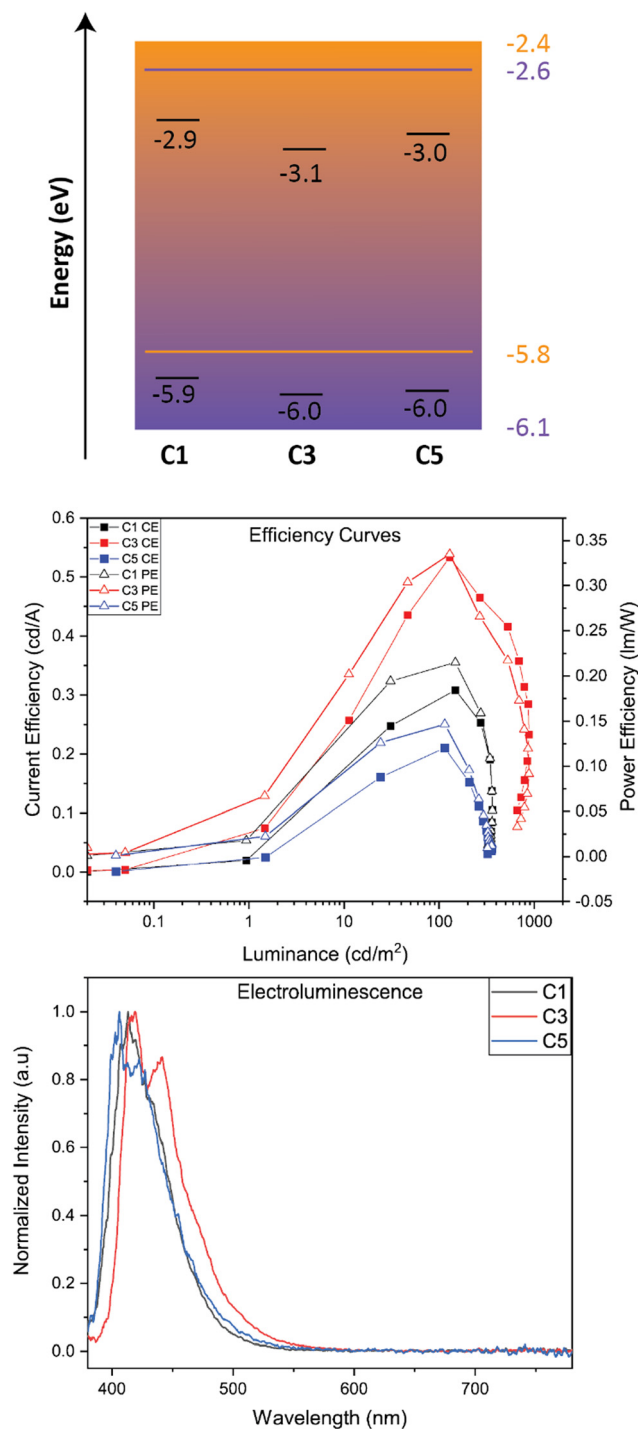 Energy (eV)
-2.4
-2.6
-2.9
-3.1
-3.0
-5.8
-5.9
-6.0
-6.0
-6.1
C1
C3
C5
Efficiency Curves
C1 CE
C3 CE
C5 CE
C1 PE
C3 PE
C5 PE
Current Efficiency (cd/A)
0.6
0.5
0.4
0.3
0.2
0.1
0.0
Power Efficiency (lm/W)
0.35
0.30
0.25
0.20
0.15
0.10
0.05
0.00
-0.05
0.1
1
10
100
1000
Luminance (cd/m²)
Electroluminescence
C1
C3
C5
Normalized Intensity (a.u)
1.0
0.8
0.6
0.4
0.2
0.0
400
500
600
700
Wavelength (nm)